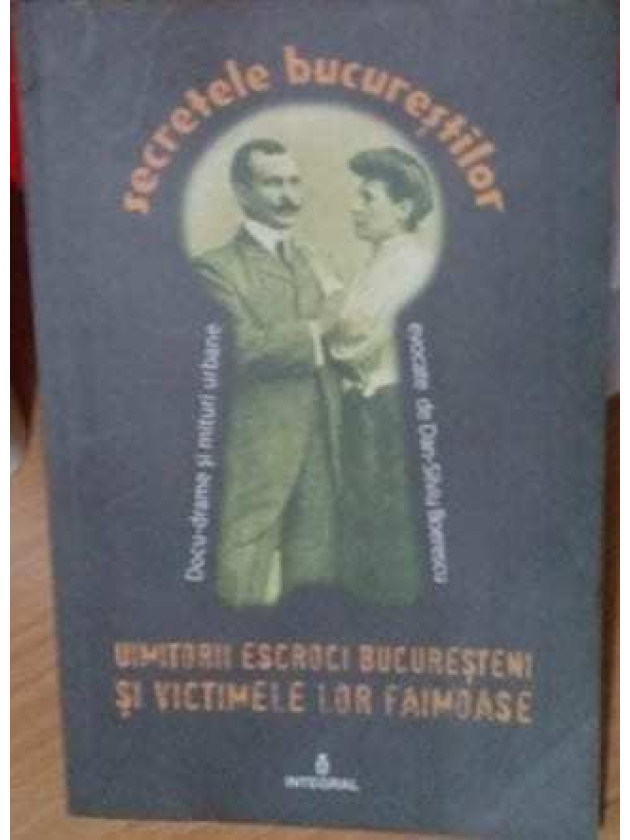 secretele bucureștilor
Docu-drame și mituri urbane
evocate de Dan-Silviu Boerescu
UIMITORII ESCROCI BUCUREȘTENI
ȘI VICTIMELE LOR FAIMOASE
INTEGRAL